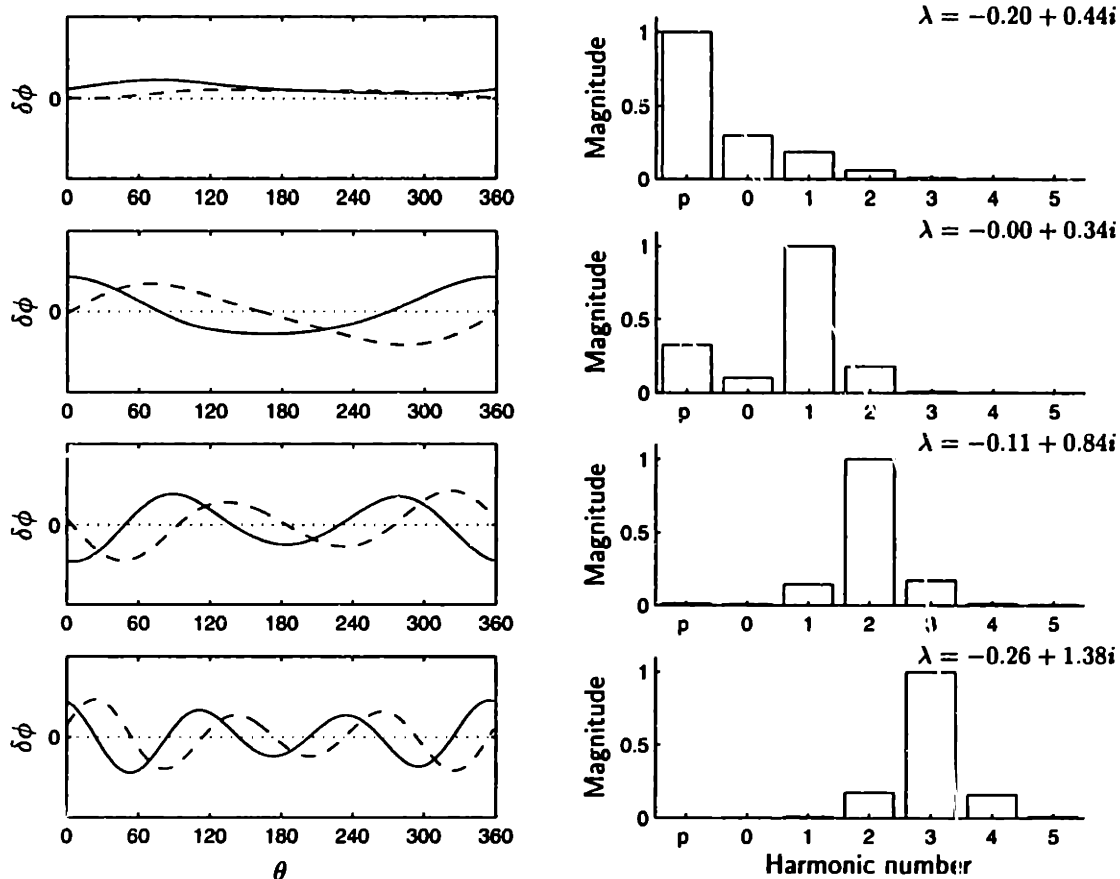 λ = −0.20 + 0.44i
δϕ
0
0 60 120 180 240 300 360
Magnitude
1
0.5
0
p 0 1 2 3 4 5
λ = −0.00 + 0.34i
δϕ
0
0 60 120 180 240 300 360
Magnitude
1
0.5
0
p 0 1 2 3 4 5
λ = −0.11 + 0.84i
δϕ
0
0 60 120 180 240 300 360
Magnitude
1
0.5
0
p 0 1 2 3 4 5
λ = −0.26 + 1.38i
δϕ
0
0 60 120 180 240 300 360
θ
Magnitude
1
0.5
0
p 0 1 2 3 4 5
Harmonic number